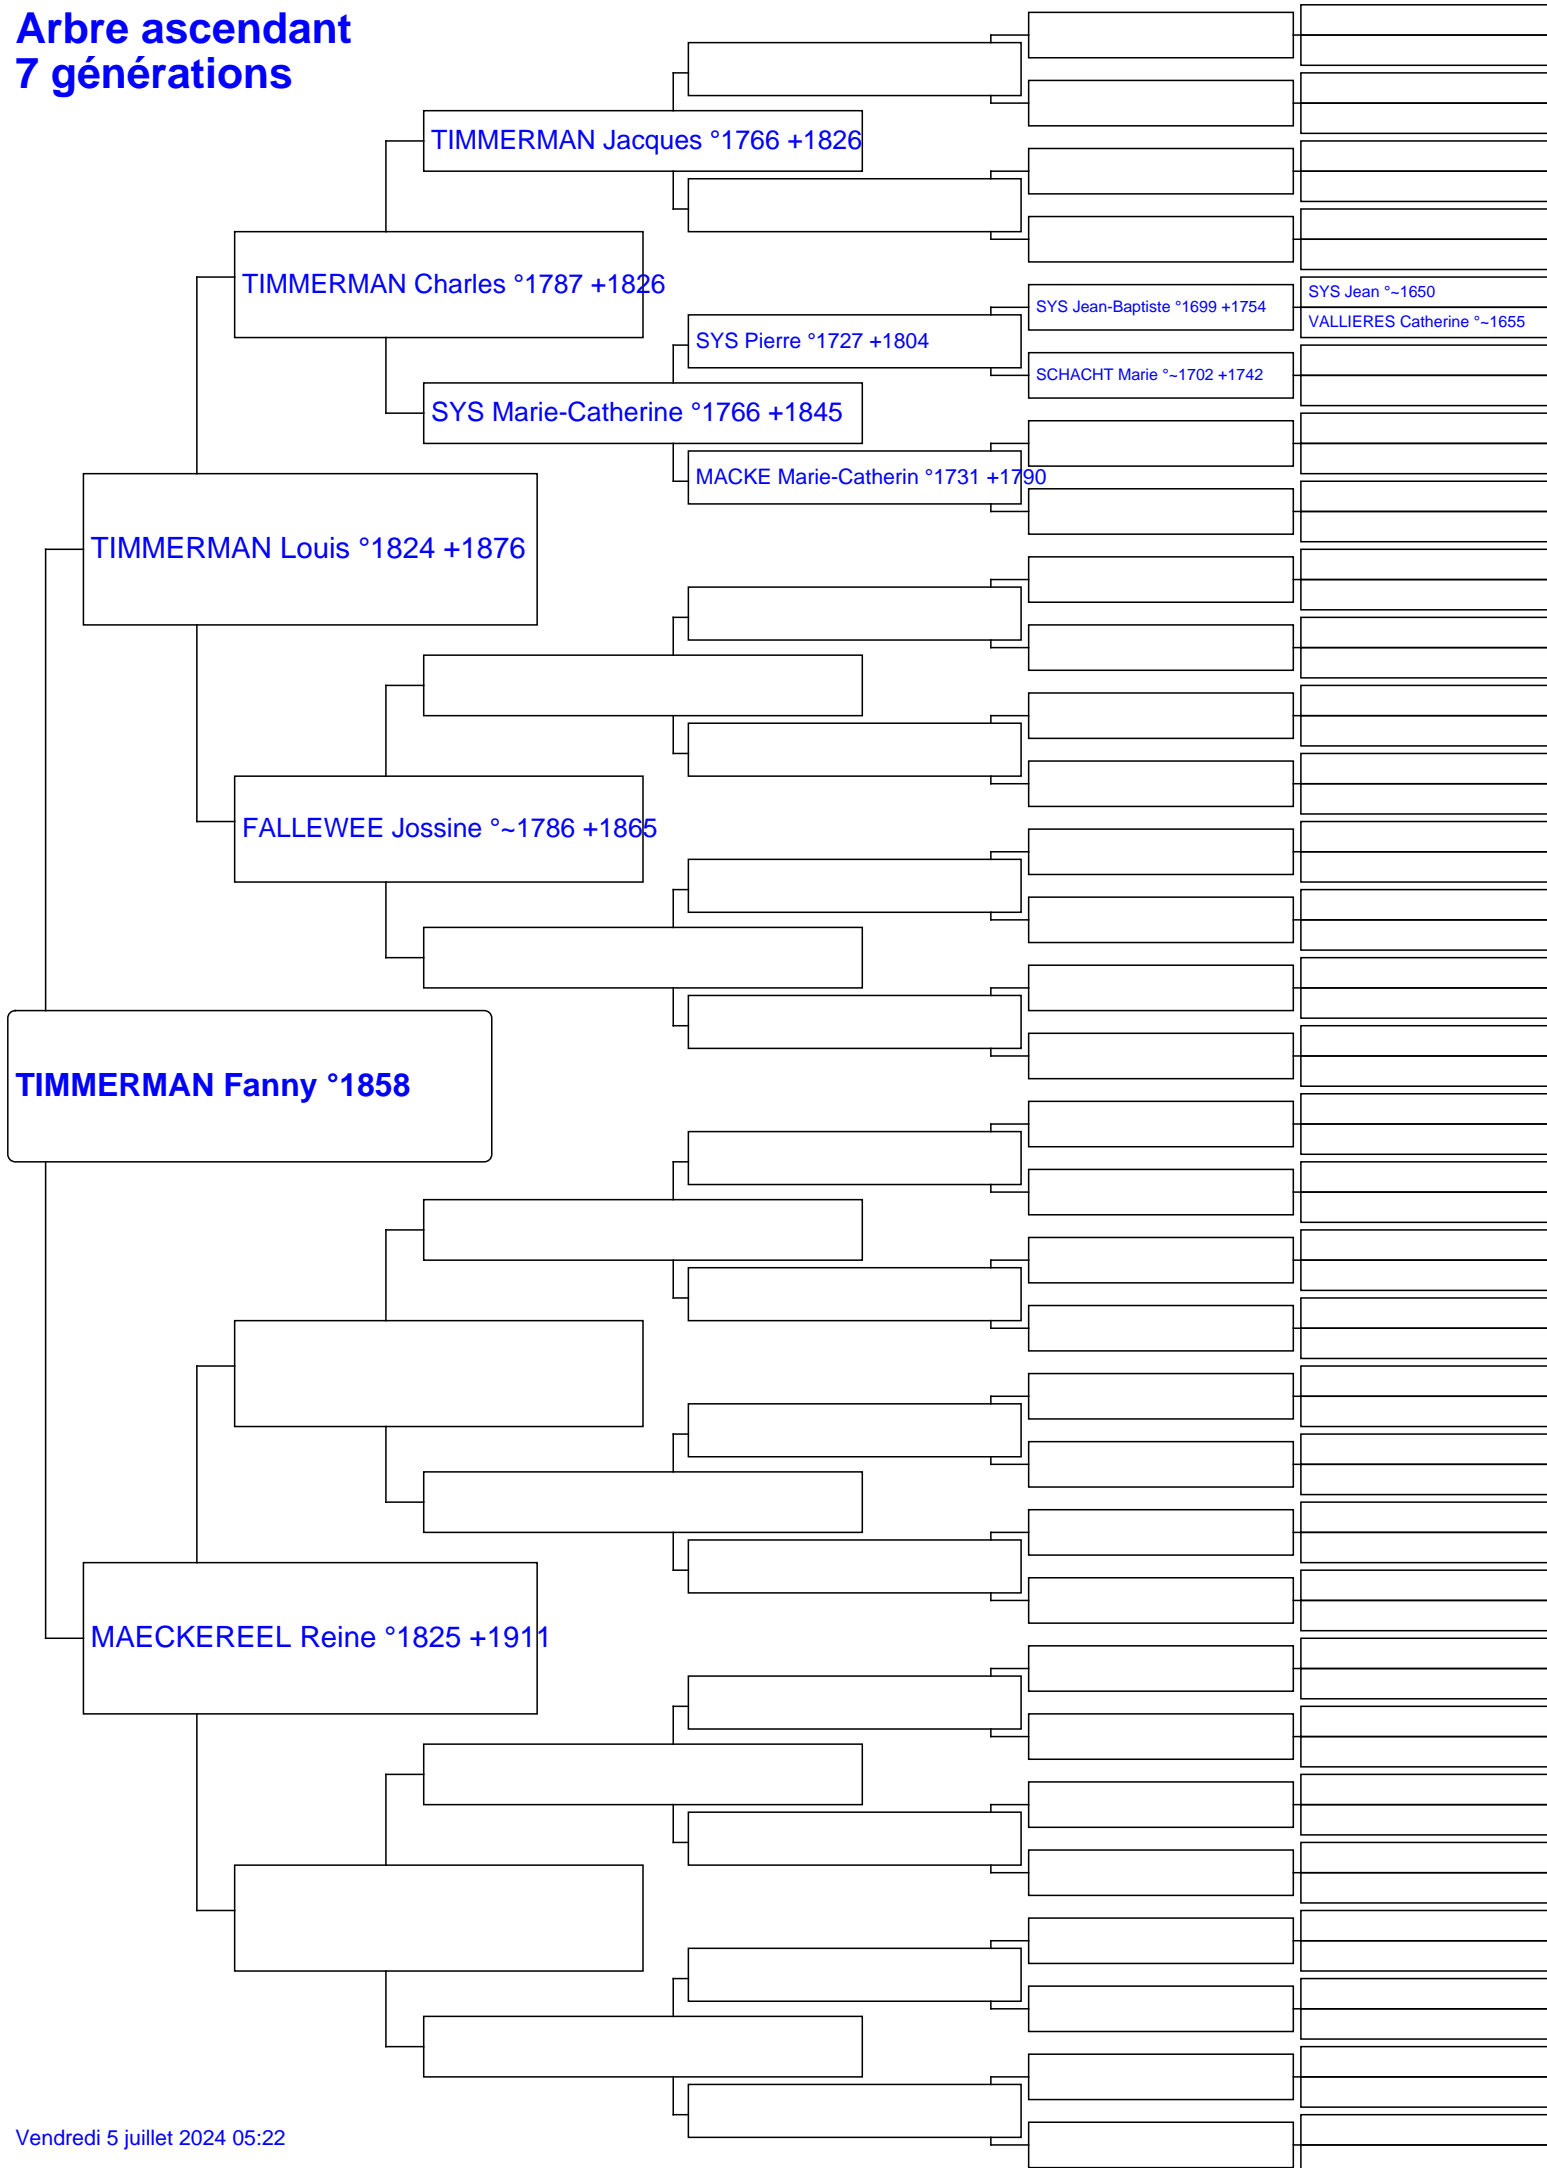 Arbre ascendant
7 générations
TIMMERMAN Jacques °1766 +1826
TIMMERMAN Charles °1787 +1826
SYS Jean °~1650
SYS Jean-Baptiste °1699 +1754
VALLIERES Catherine °~1655
SYS Pierre °1727 +1804
SCHACHT Marie °~1702 +1742
SYS Marie-Catherine °1766 +1845
MACKE Marie-Catherin °1731 +1790
TIMMERMAN Louis °1824 +1876
FALLEWEE Jossine °~1786 +1865
TIMMERMAN Fanny °1858
MAECKEREEL Reine °1825 +1911
Vendredi 5 juillet 2024 05:22